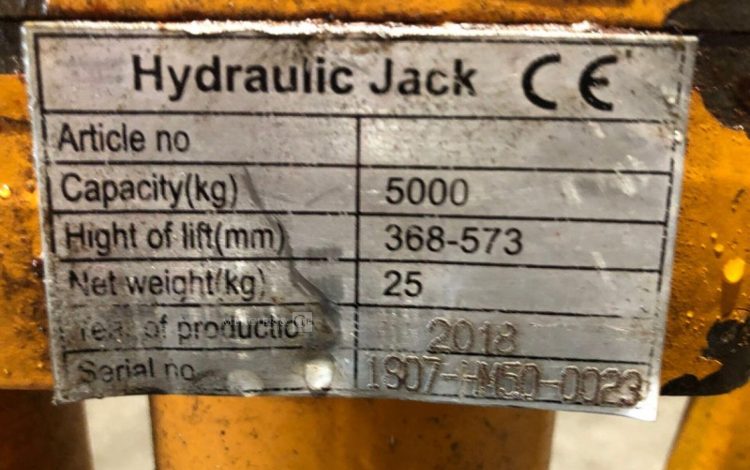 Hydraulic Jack CE
Article no
Capacity(kg) 5000
Hight of lift(mm) 368-573
Net weight(kg) 25
Year of productio 2018
Serial no 1807-HM50-0023